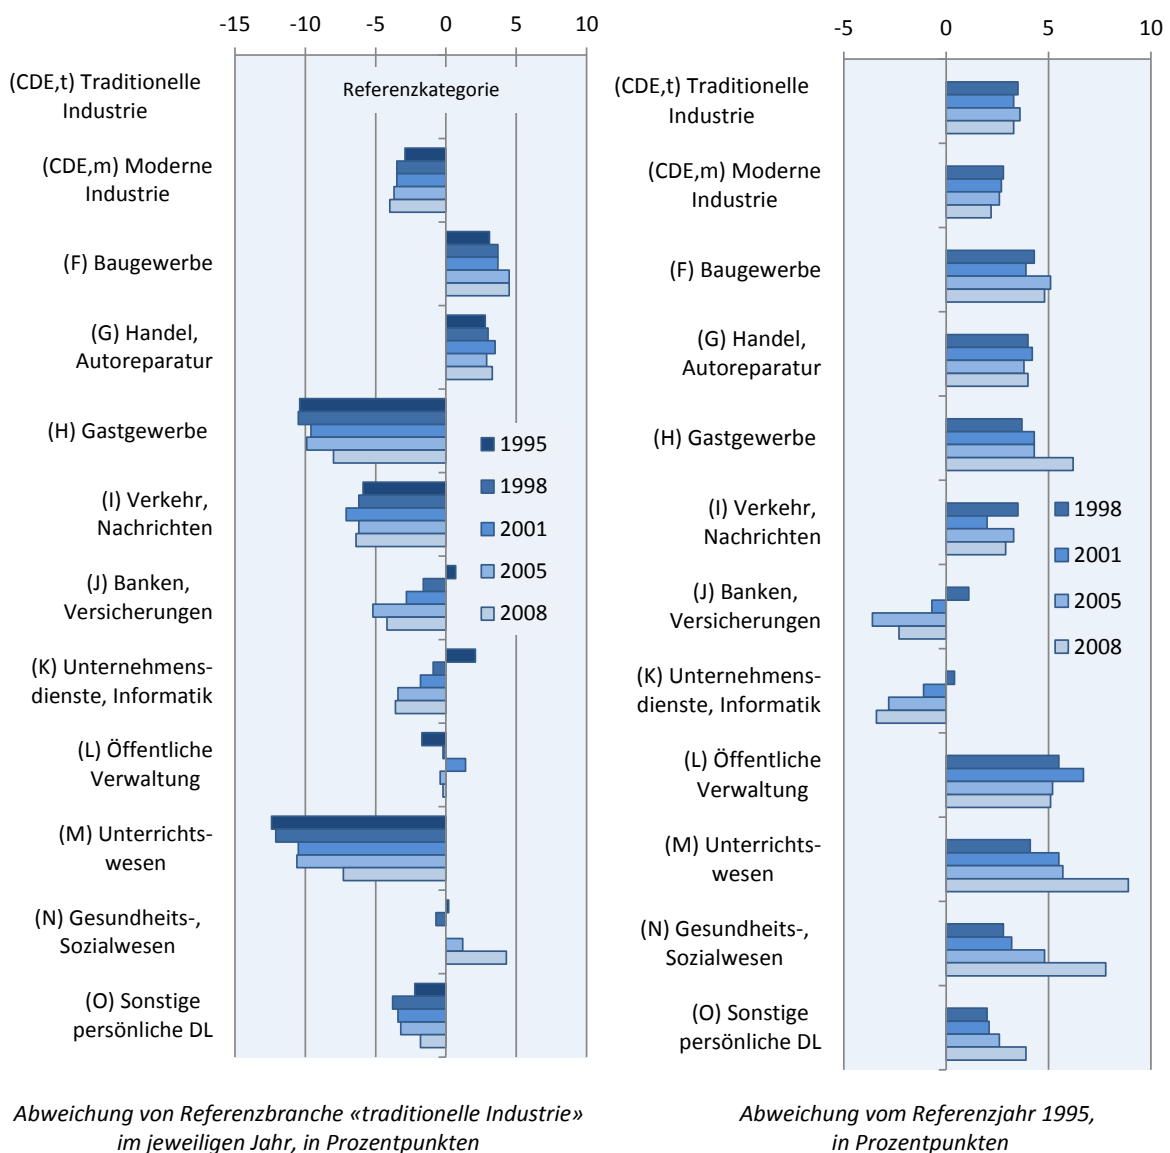 -15 -10 -5 0 5 10
(CDE,t) Traditionelle
Industrie
Referenzkategorie
(CDE,m) Moderne
Industrie
(F) Baugewerbe
(G) Handel,
Autoreparatur
(H) Gastgewerbe
(I) Verkehr,
Nachrichten
(J) Banken,
Versicherungen
(K) Unternehmens-
dienste, Informatik
(L) Öffentliche
Verwaltung
(M) Unterrichts-
wesen
(N) Gesundheits-,
Sozialwesen
(O) Sonstige
persönliche DL
1995
1998
2001
2005
2008
Abweichung von Referenzbranche «traditionelle Industrie»
im jeweiligen Jahr, in Prozentpunkten
-5 0 5 10
(CDE,t) Traditionelle
Industrie
(CDE,m) Moderne
Industrie
(F) Baugewerbe
(G) Handel,
Autoreparatur
(H) Gastgewerbe
(I) Verkehr,
Nachrichten
(J) Banken,
Versicherungen
(K) Unternehmens-
dienste, Informatik
(L) Öffentliche
Verwaltung
(M) Unterrichts-
wesen
(N) Gesundheits-,
Sozialwesen
(O) Sonstige
persönliche DL
1998
2001
2005
2008
Abweichung vom Referenzjahr 1995,
in Prozentpunkten